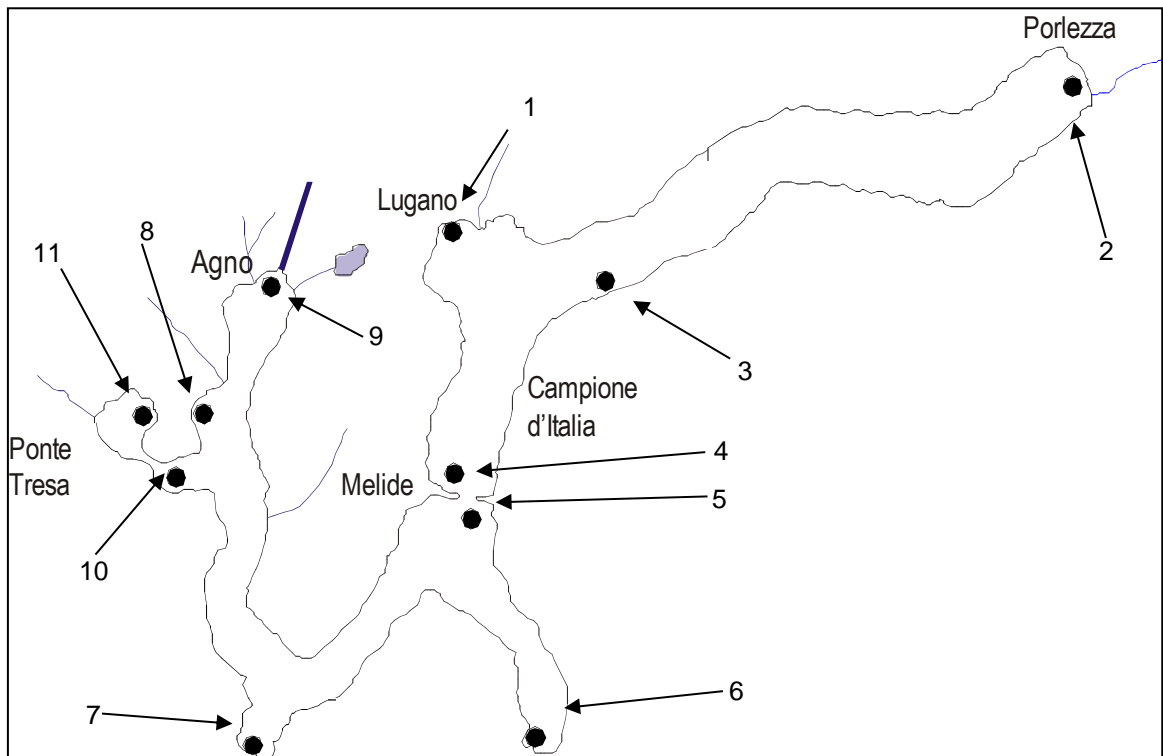 Porlezza
1
Lugano
2
11
8
Agno
9
3
Campione
d'Italia
Ponte
Tresa
4
Melide
5
10
6
7